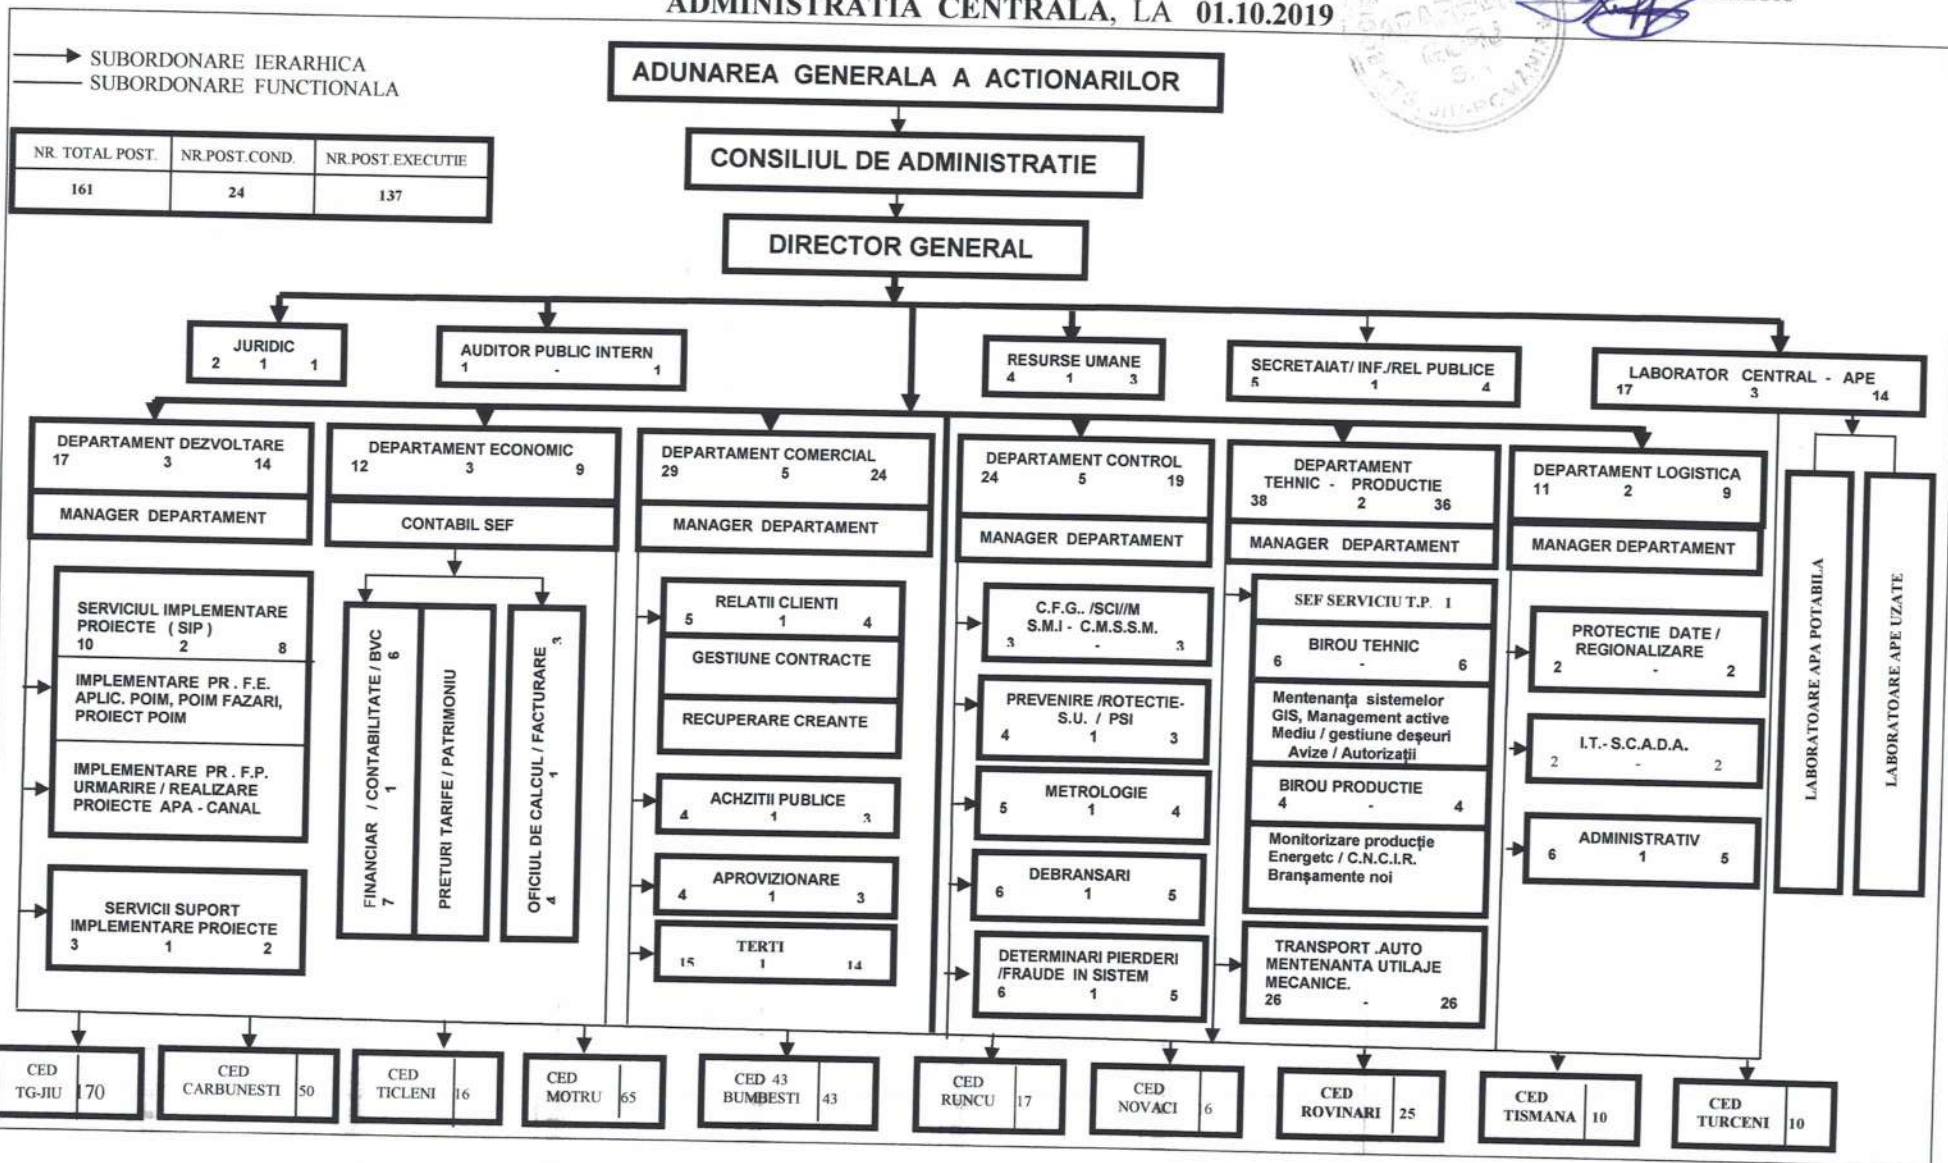 ADMINISTRATIA CENTRALA, LA 01.10.2019
SUBORDONARE IERARHICA
SUBORDONARE FUNCTIONALA
NR. TOTAL POST. NR.POST.COND. NR.POST.EXECUTIE
161 24 137
ADUNAREA GENERALA A ACTIONARILOR
CONSILIUL DE ADMINISTRATIE
DIRECTOR GENERAL
JURIDIC
2 1 1
AUDITOR PUBLIC INTERN
1 - 1
RESURSE UMANE
4 1 3
SECRETAIAT/ INF./REL PUBLICE
5 1 4
LABORATOR CENTRAL - APE
17 3 14
DEPARTAMENT DEZVOLTARE
17 3 14
MANAGER DEPARTAMENT
SERVICIUL IMPLEMENTARE
PROIECTE ( SIP )
10 2 8
IMPLEMENTARE PR . F.E.
APLIC. POIM, POIM FAZARI,
PROIECT POIM
IMPLEMENTARE PR . F.P.
URMARIRE / REALIZARE
PROIECTE APA - CANAL
SERVICII SUPORT
IMPLEMENTARE PROIECTE
3 1 2
DEPARTAMENT ECONOMIC
12 3 9
CONTABIL SEF
FINANCIAR / CONTABILITATE / BVC
7 1 6
PRETURI TARIFE / PATRIMONIU
OFICIUL DE CALCUL / FACTURARE
4 1 3
DEPARTAMENT COMERCIAL
29 5 24
MANAGER DEPARTAMENT
RELATII CLIENTI
5 1 4
GESTIUNE CONTRACTE
RECUPERARE CREANTE
ACHZITII PUBLICE
4 1 3
APROVIZIONARE
4 1 3
TERTI
15 1 14
DEPARTAMENT CONTROL
24 5 19
MANAGER DEPARTAMENT
C.F.G.. /SCI//M
S.M.I - C.M.S.S.M.
3 - 3
PREVENIRE /ROTECTIE-
S.U. / PSI
4 1 3
METROLOGIE
5 1 4
DEBRANSARI
6 1 5
DETERMINARI PIERDERI
/FRAUDE IN SISTEM
6 1 5
DEPARTAMENT
TEHNIC - PRODUCTIE
38 2 36
MANAGER DEPARTAMENT
SEF SERVICIU T.P. 1
BIROU TEHNIC
6 - 6
Mentenanța sistemelor
GIS, Management active
Mediu / gestiune deșeuri
Avize / Autorizații
BIROU PRODUCTIE
4 - 4
Monitorizare producție
Energetc / C.N.C.I.R.
Branșamente noi
TRANSPORT .AUTO
MENTENANTA UTILAJE
MECANICE.
26 - 26
DEPARTAMENT LOGISTICA
11 2 9
MANAGER DEPARTAMENT
PROTECTIE DATE /
REGIONALIZARE
2 - 2
I.T.- S.C.A.D.A.
2 - 2
ADMINISTRATIV
6 1 5
LABORATOARE APA POTABILA
LABORATOARE APE UZATE
CED
TG-JIU 170
CED
CARBUNESTI 50
CED
TICLENI 16
CED
MOTRU 65
CED 43
BUMBESTI 43
CED
RUNCU 17
CED
NOVACI 6
CED
ROVINARI 25
CED
TISMANA 10
CED
TURCENI 10